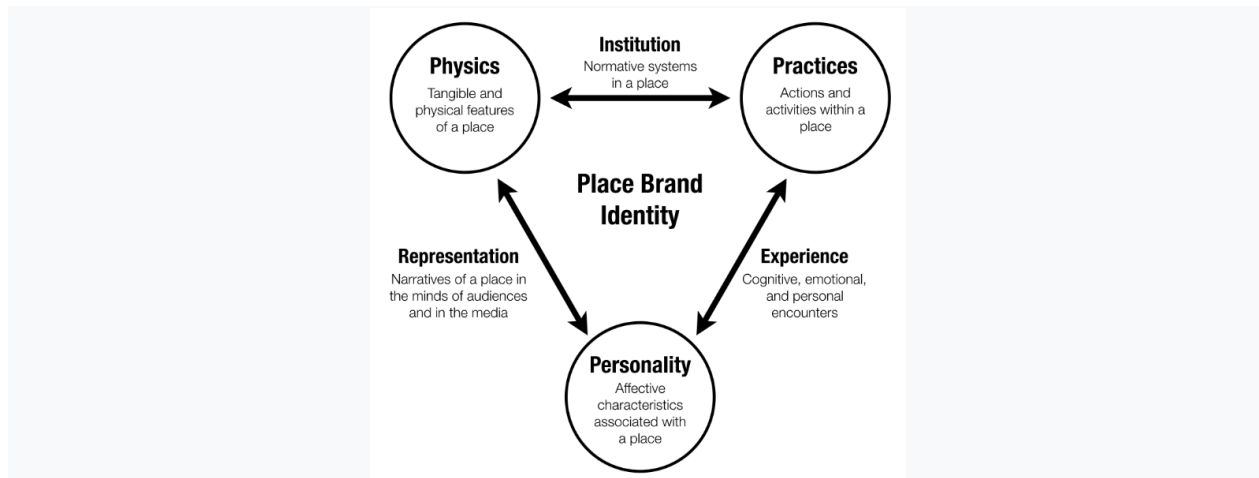 Physics
Tangible and
physical features
of a place
Institution
Normative systems
in a place
Practices
Actions and
activities within a
place
Place Brand
Identity
Representation
Narratives of a place in
the minds of audiences
and in the media
Experience
Cognitive, emotional,
and personal
encounters
Personality
Affective
characteristics
associated with
a place